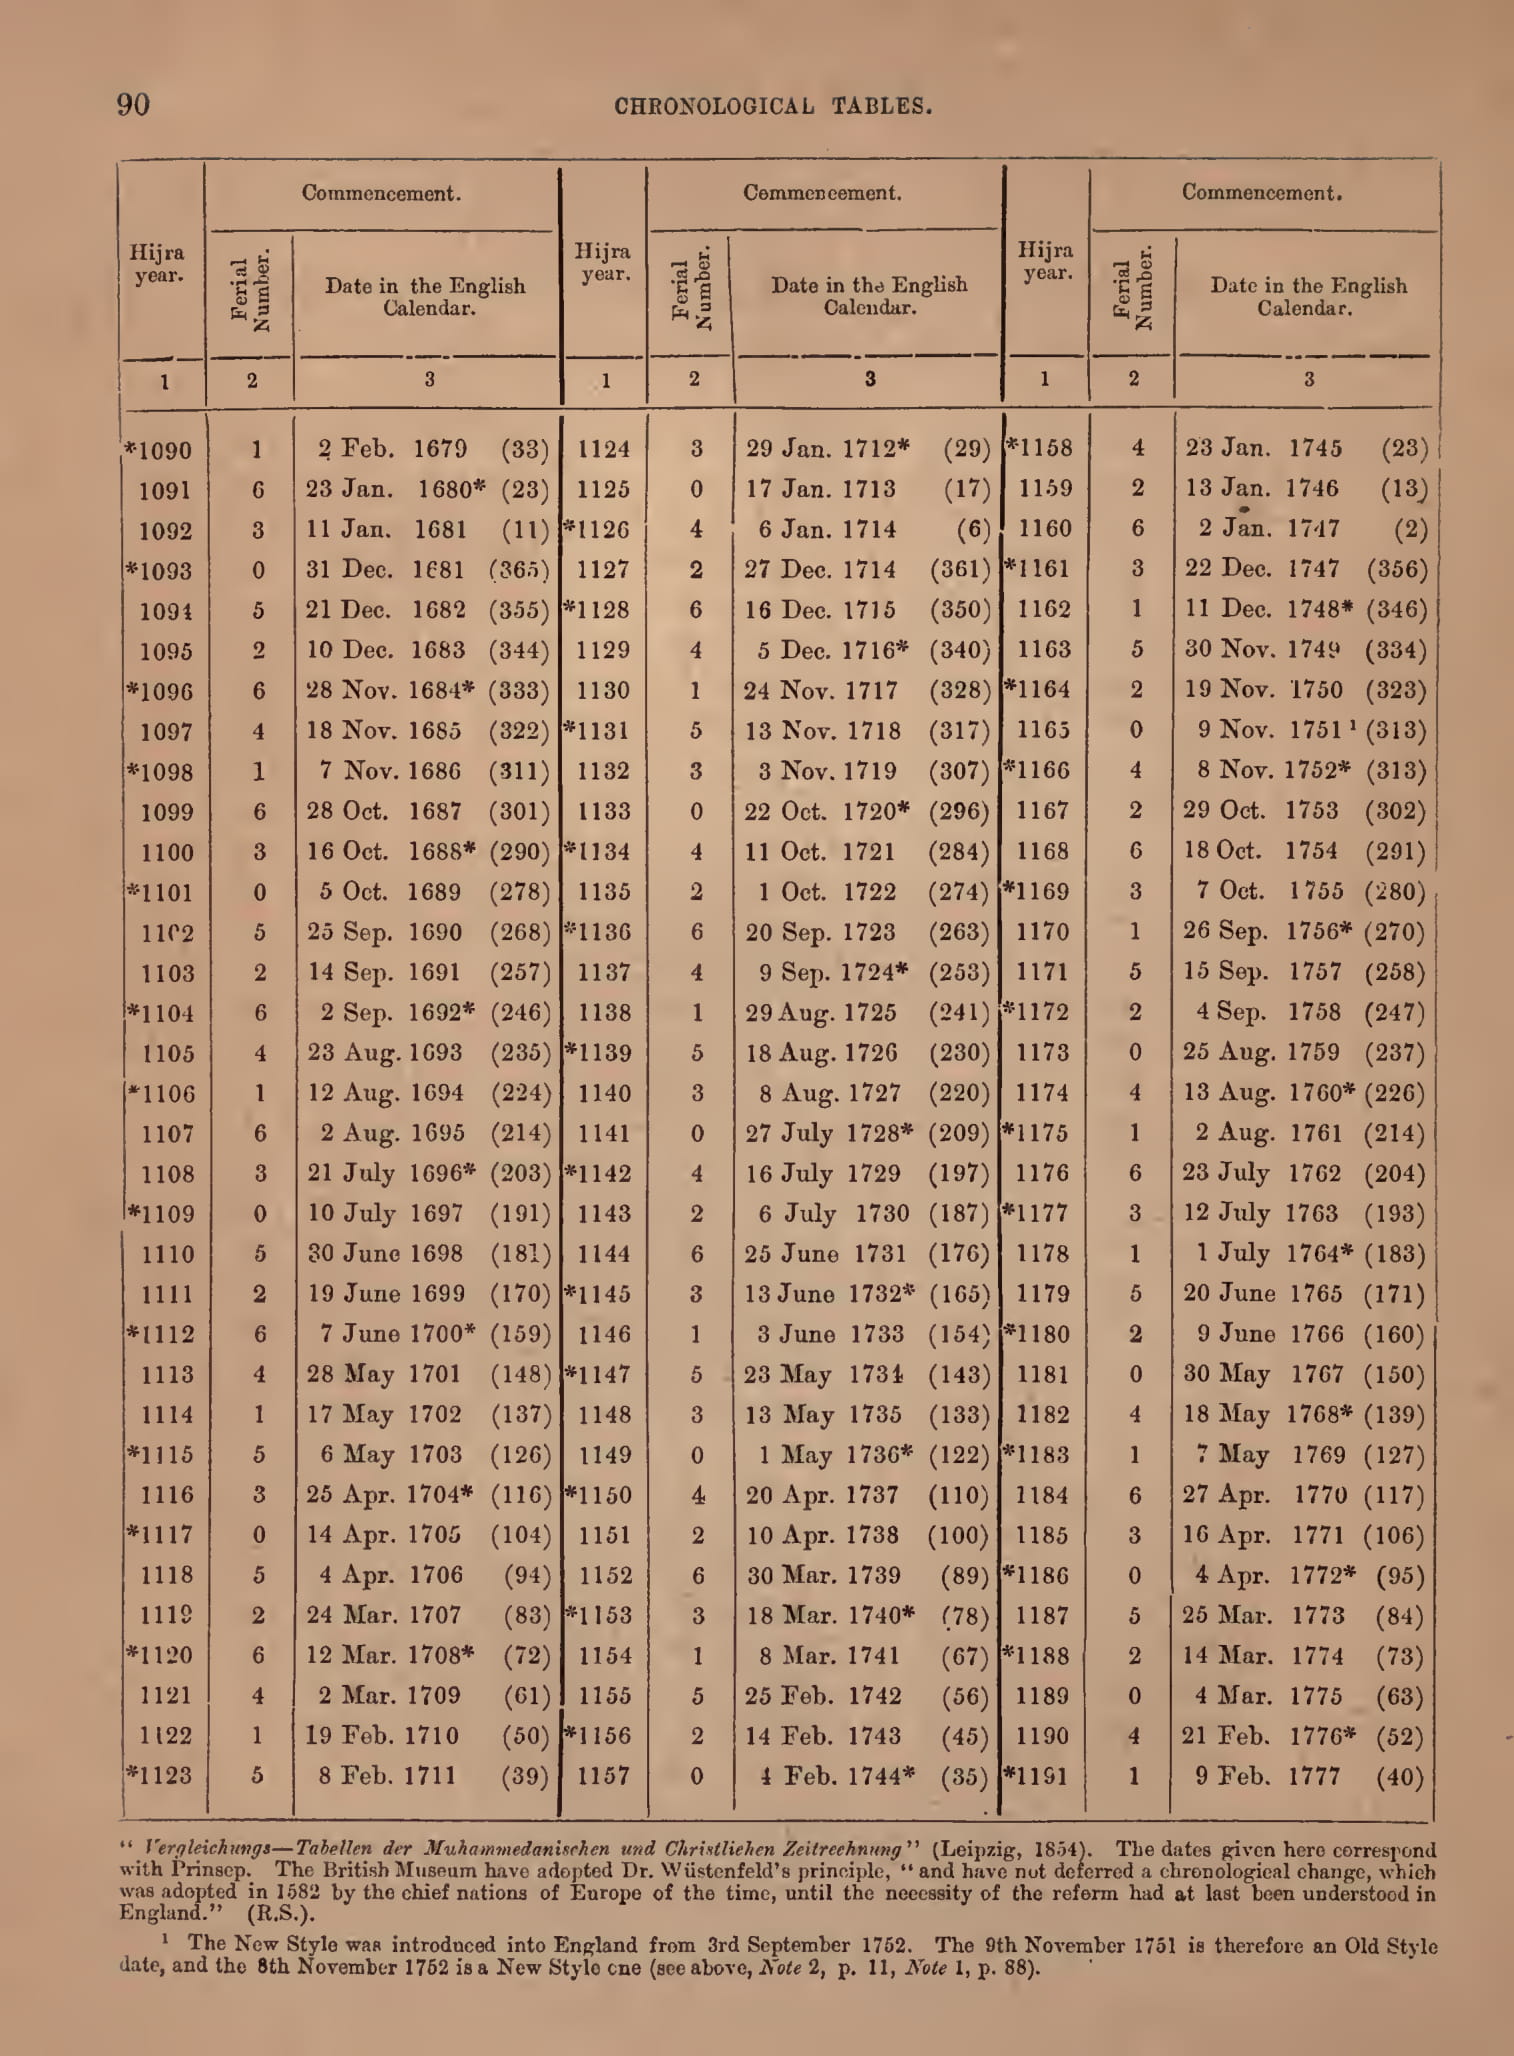 90
CHRONOLOGICAL TABLES.
Hijra year. Commencement. Hijra year. Commencement. Hijra year. Commencement.
Ferial Number. Date in the English Calendar. Ferial Number. Date in the English Calendar. Ferial Number. Date in the English Calendar.
1 2 3 1 2 3 1 2 3
*1090 1 2 Feb. 1679 (33) 1124 3 29 Jan. 1712* (29) *1158 4 23 Jan. 1745 (23)
1091 6 23 Jan. 1680* (23) 1125 0 17 Jan. 1713 (17) 1159 2 13 Jan. 1746 (13)
1092 3 11 Jan. 1681 (11) *1126 4 6 Jan. 1714 (6) 1160 6 2 Jan. 1747 (2)
*1093 0 31 Dec. 1681 (365) 1127 2 27 Dec. 1714 (361) *1161 3 22 Dec. 1747 (356)
1094 5 21 Dec. 1682 (355) *1128 6 16 Dec. 1715 (350) 1162 1 11 Dec. 1748* (346)
1095 2 10 Dec. 1683 (344) 1129 4 5 Dec. 1716* (340) 1163 5 30 Nov. 1749 (334)
*1096 6 28 Nov. 1684* (333) 1130 1 24 Nov. 1717 (328) *1164 2 19 Nov. 1750 (323)
1097 4 18 Nov. 1685 (322) *1131 5 13 Nov. 1718 (317) 1165 0 9 Nov. 1751 ¹ (313)
*1098 1 7 Nov. 1686 (311) 1132 3 3 Nov. 1719 (307) *1166 4 8 Nov. 1752* (313)
1099 6 28 Oct. 1687 (301) 1133 0 22 Oct. 1720* (296) 1167 2 29 Oct. 1753 (302)
1100 3 16 Oct. 1688* (290) *1134 4 11 Oct. 1721 (284) 1168 6 18 Oct. 1754 (291)
*1101 0 5 Oct. 1689 (278) 1135 2 1 Oct. 1722 (274) *1169 3 7 Oct. 1755 (280)
1102 5 25 Sep. 1690 (268) *1136 6 20 Sep. 1723 (263) 1170 1 26 Sep. 1756* (270)
1103 2 14 Sep. 1691 (257) 1137 4 9 Sep. 1724* (253) 1171 5 15 Sep. 1757 (258)
*1104 6 2 Sep. 1692* (246) 1138 1 29 Aug. 1725 (241) *1172 2 4 Sep. 1758 (247)
1105 4 23 Aug. 1693 (235) *1139 5 18 Aug. 1726 (230) 1173 0 25 Aug. 1759 (237)
*1106 1 12 Aug. 1694 (224) 1140 3 8 Aug. 1727 (220) 1174 4 13 Aug. 1760* (226)
1107 6 2 Aug. 1695 (214) 1141 0 27 July 1728* (209) *1175 1 2 Aug. 1761 (214)
1108 3 21 July 1696* (203) *1142 4 16 July 1729 (197) 1176 6 23 July 1762 (204)
*1109 0 10 July 1697 (191) 1143 2 6 July 1730 (187) *1177 3 12 July 1763 (193)
1110 5 30 June 1698 (181) 1144 6 25 June 1731 (176) 1178 1 1 July 1764* (183)
1111 2 19 June 1699 (170) *1145 3 13 June 1732* (165) 1179 5 20 June 1765 (171)
*1112 6 7 June 1700* (159) 1146 1 3 June 1733 (154) *1180 2 9 June 1766 (160)
1113 4 28 May 1701 (148) *1147 5 23 May 1734 (143) 1181 0 30 May 1767 (150)
1114 1 17 May 1702 (137) 1148 3 13 May 1735 (133) 1182 4 18 May 1768* (139)
*1115 5 6 May 1703 (126) 1149 0 1 May 1736* (122) *1183 1 7 May 1769 (127)
1116 3 25 Apr. 1704* (116) *1150 4 20 Apr. 1737 (110) 1184 6 27 Apr. 1770 (117)
*1117 0 14 Apr. 1705 (104) 1151 2 10 Apr. 1738 (100) 1185 3 16 Apr. 1771 (106)
1118 5 4 Apr. 1706 (94) 1152 6 30 Mar. 1739 (89) *1186 0 4 Apr. 1772* (95)
1119 2 24 Mar. 1707 (83) *1153 3 18 Mar. 1740* (78) 1187 5 25 Mar. 1773 (84)
*1120 6 12 Mar. 1708* (72) 1154 1 8 Mar. 1741 (67) *1188 2 14 Mar. 1774 (73)
1121 4 2 Mar. 1709 (61) 1155 5 25 Feb. 1742 (56) 1189 0 4 Mar. 1775 (63)
1122 1 19 Feb. 1710 (50) *1156 2 14 Feb. 1743 (45) 1190 4 21 Feb. 1776* (52)
*1123 5 8 Feb. 1711 (39) 1157 0 4 Feb. 1744* (35) *1191 1 9 Feb. 1777 (40)
"Vergleichungs—Tabellen der Muhammedanischen und Christliehen Zeitrechnung" (Leipzig, 1854). The dates given here correspond
with Prinsep. The British Museum have adopted Dr. Wüstenfeld's principle, "and have not deferred a chronological change, which
was adopted in 1582 by the chief nations of Europe of the time, until the necessity of the reform had at last been understood in
England." (R.S.).
¹ The New Style was introduced into England from 3rd September 1752. The 9th November 1751 is therefore an Old Style
date, and the 8th November 1752 is a New Style one (see above, Note 2, p. 11, Note 1, p. 88).